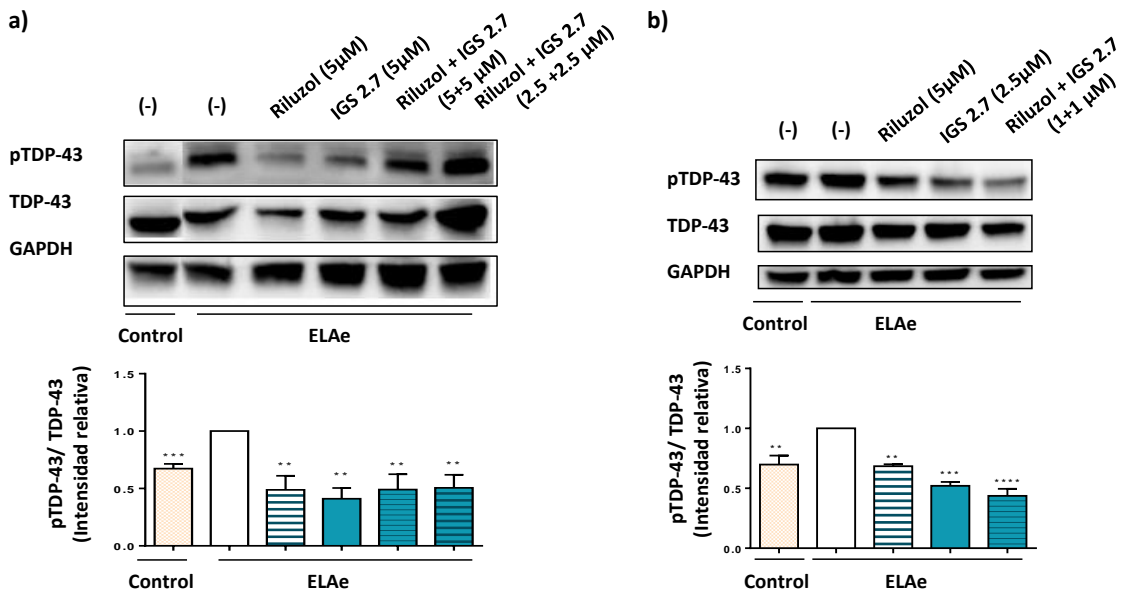 a)
(-)
(-)
Riluzol (5µM)
IGS 2.7 (5µM)
Riluzol + IGS 2.7
(5+5 µM)
Riluzol + IGS 2.7
(2.5 +2.5 µM)
pTDP-43
TDP-43
GAPDH
Control
ELAe
pTDP-43/ TDP-43
(Intensidad relativa)
1.5
1.0
0.5
0.0
***
**
**
**
**
Control
ELAe
b)
(-)
(-)
Riluzol (5µM)
IGS 2.7 (2.5µM)
Riluzol + IGS 2.7
(1+1 µM)
pTDP-43
TDP-43
GAPDH
Control
ELAe
pTDP-43/ TDP-43
(Intensidad relativa)
1.5
1.0
0.5
0.0
**
**
***
****
Control
ELAe